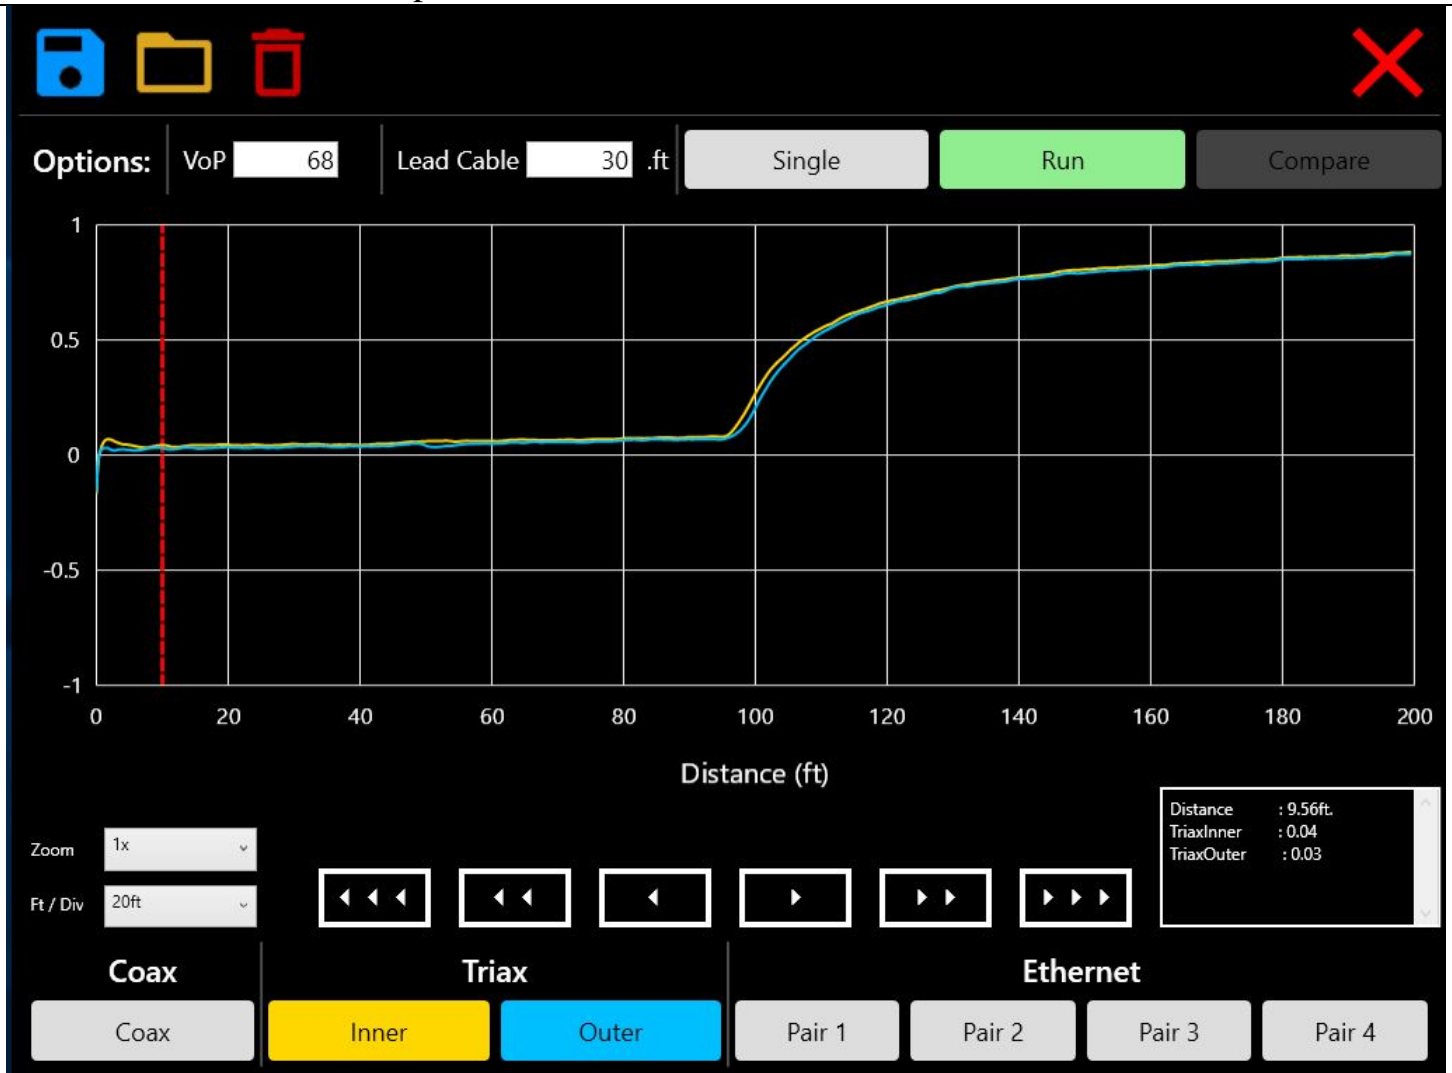 Options: VoP 68 Lead Cable 30 .ft Single Run Compare
1
0.5
0
-0.5
-1
0 20 40 60 80 100 120 140 160 180 200
Distance (ft)
Distance : 9.56ft.
TriaxInner : 0.04
TriaxOuter : 0.03
Zoom 1x
Ft / Div 20ft
Coax Triax Ethernet
Coax Inner Outer Pair 1 Pair 2 Pair 3 Pair 4